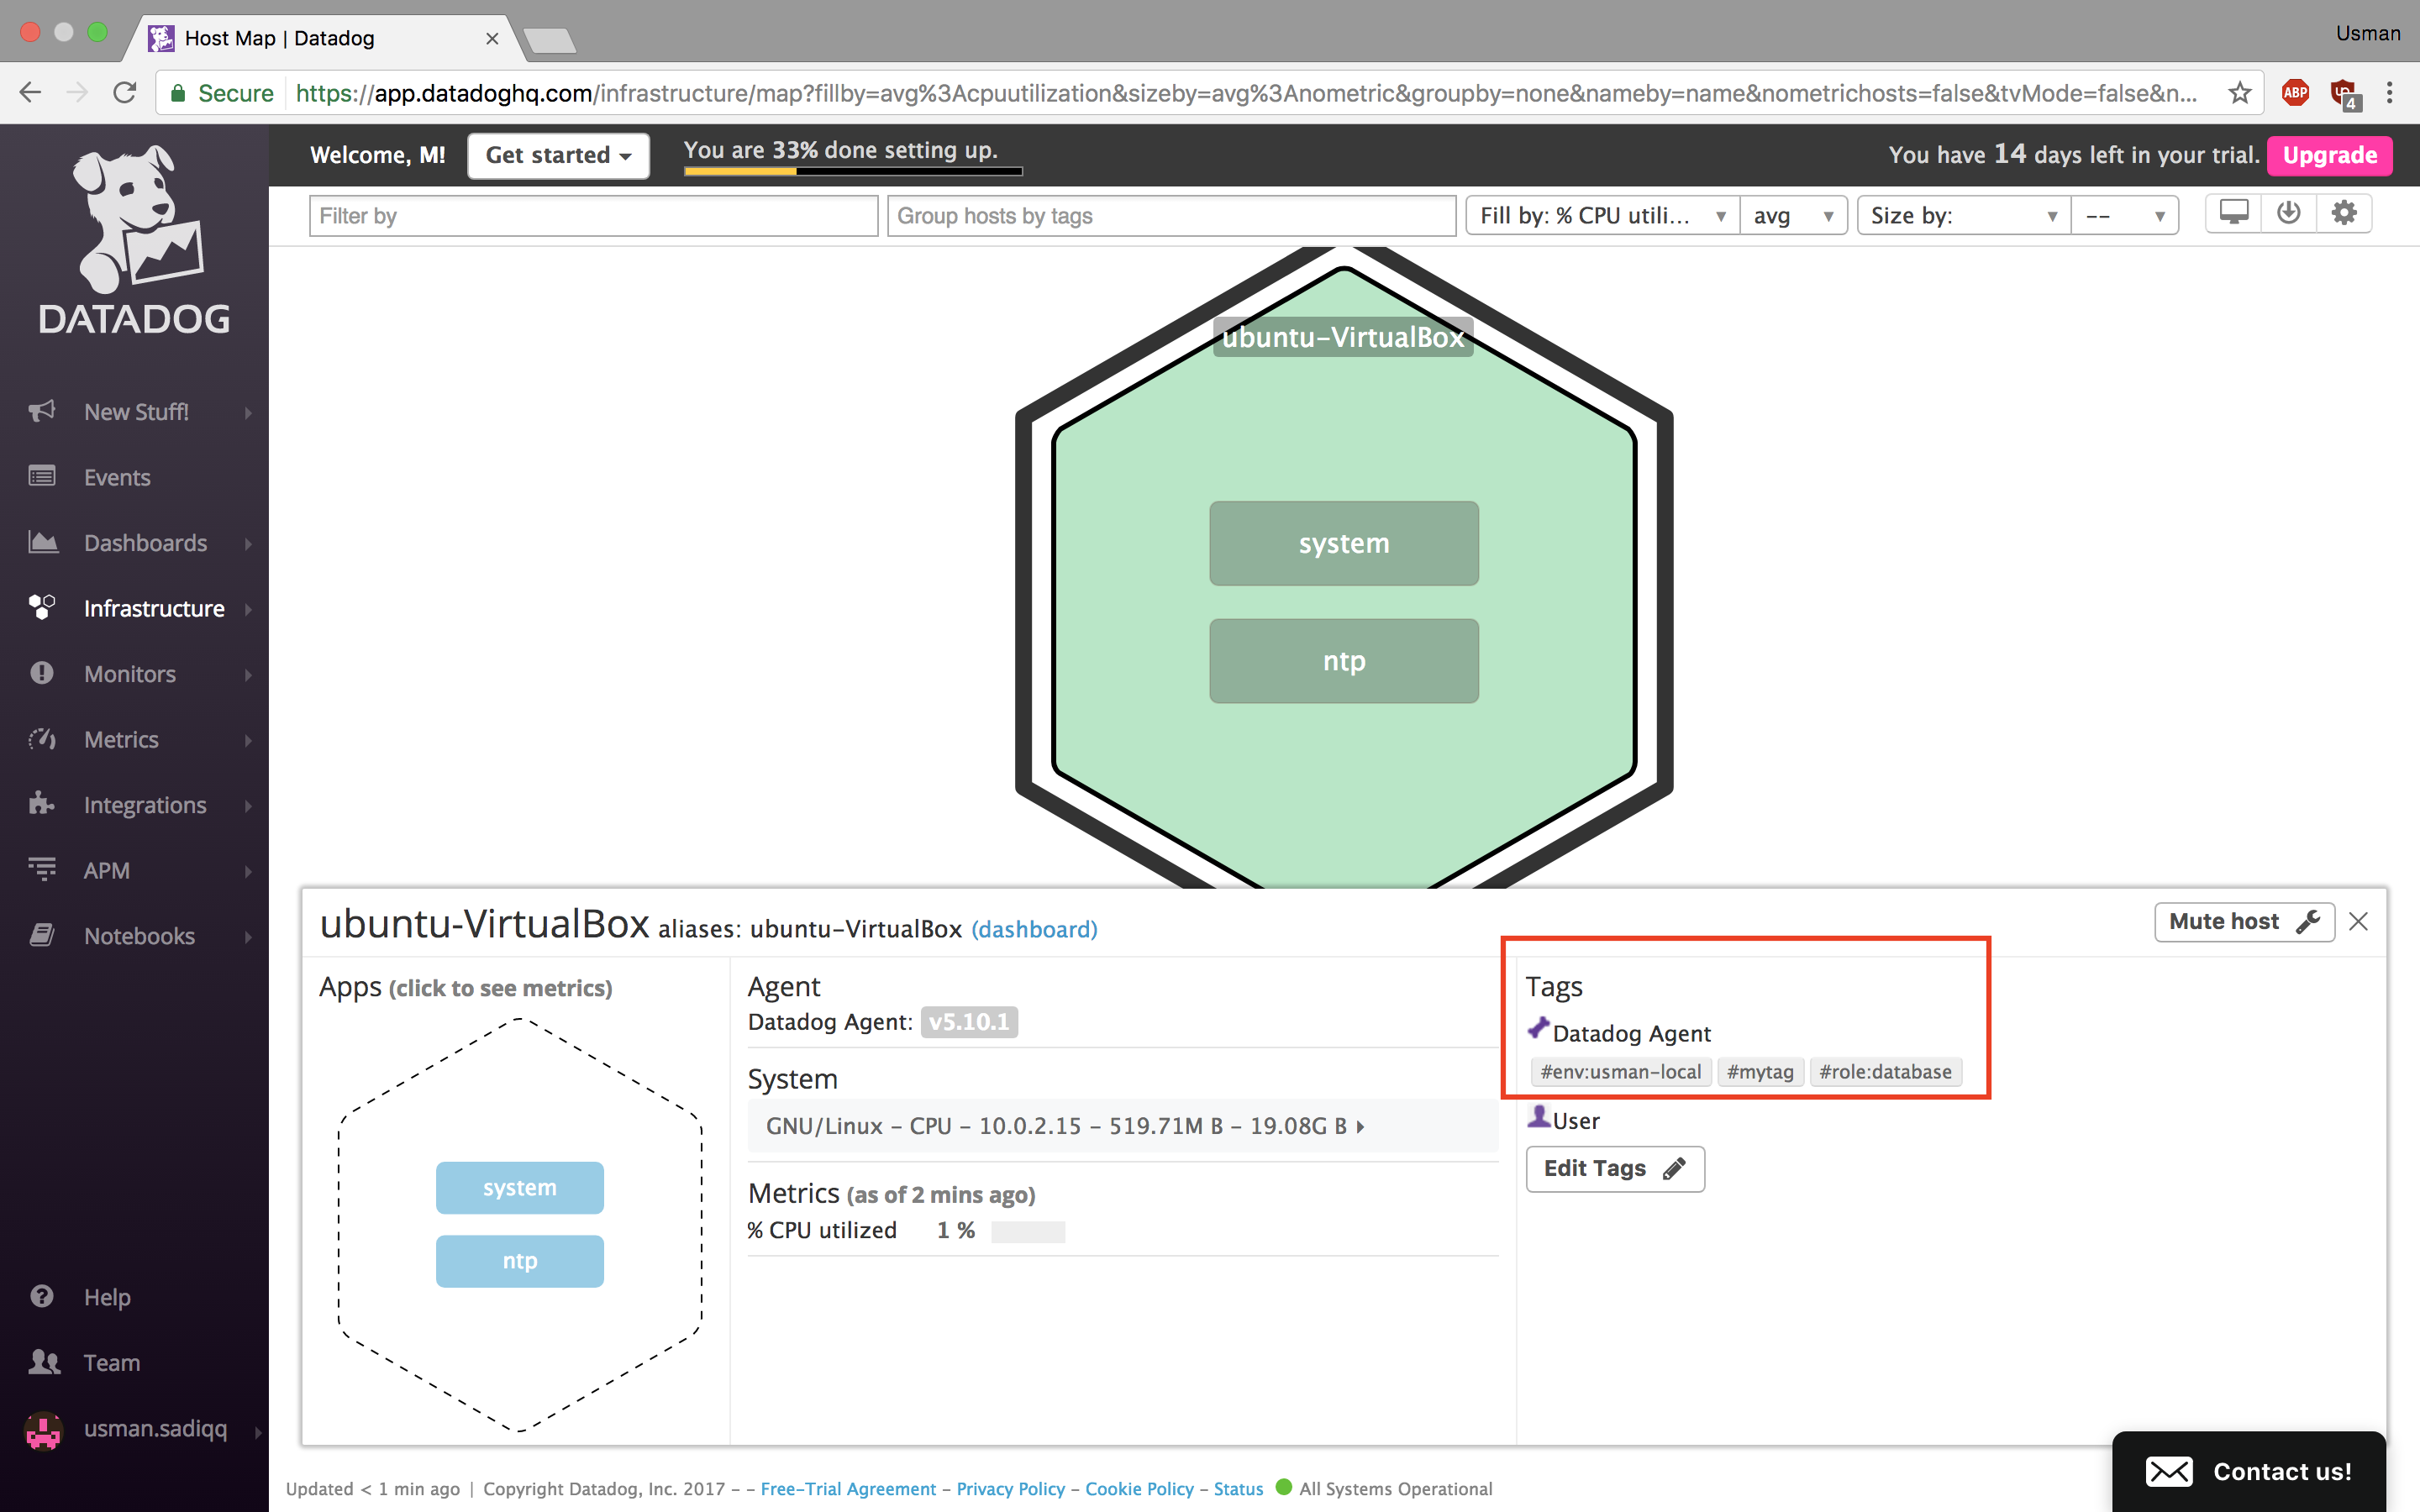 Host Map | Datadog
Usman
Secure https://app.datadoghq.com/infrastructure/map?fillby=avg%3Acpuutilization&sizeby=avg%3Anometric&groupby=none&nameby=name&nometrichosts=false&tvMode=false&n...
ABP
4
Welcome, M!
Get started
You are 33% done setting up.
You have 14 days left in your trial.
Upgrade
DATADOG
Filter by
Group hosts by tags
Fill by: % CPU utili...
avg
Size by:
--
New Stuff!
Events
Dashboards
Infrastructure
Monitors
Metrics
Integrations
APM
Notebooks
Help
Team
usman.sadiqq
ubuntu-VirtualBox
system
ntp
ubuntu-VirtualBox aliases: ubuntu-VirtualBox (dashboard)
Mute host
Apps (click to see metrics)
system
ntp
Agent
Datadog Agent: v5.10.1
System
GNU/Linux - CPU - 10.0.2.15 - 519.71M B - 19.08G B
Metrics (as of 2 mins ago)
% CPU utilized 1 %
Tags
Datadog Agent
#env:usman-local #mytag #role:database
User
Edit Tags
Updated < 1 min ago | Copyright Datadog, Inc. 2017 - - Free-Trial Agreement - Privacy Policy - Cookie Policy - Status All Systems Operational
Contact us!